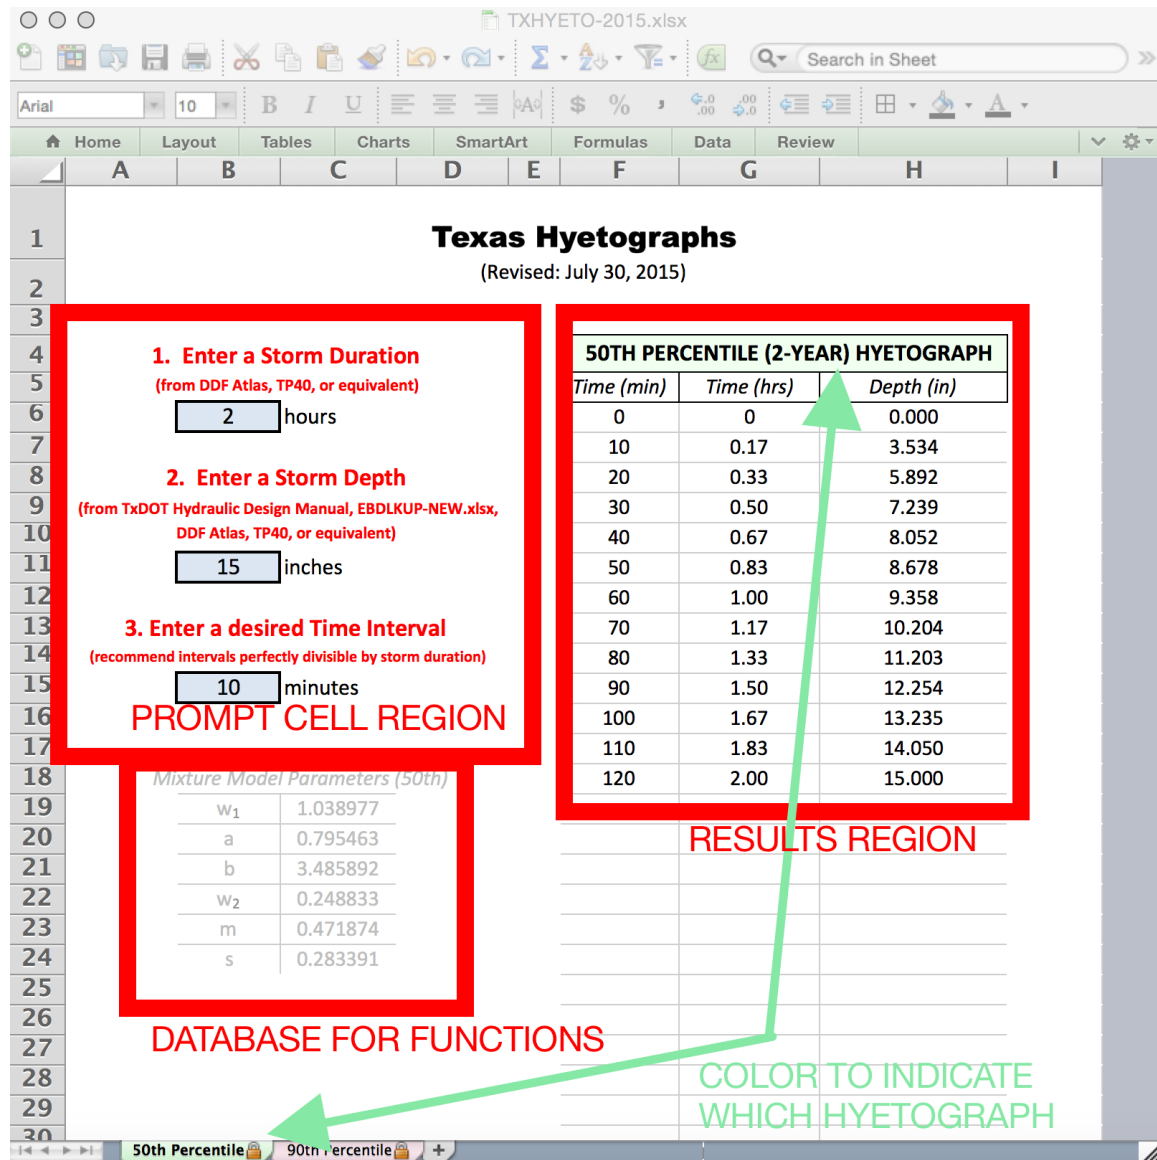 TXHYETO-2015.xlsx
Search in Sheet
Arial 10 B I U A $ % , .0 .00 .00 .0 A
Home Layout Tables Charts SmartArt Formulas Data Review
A B C D E F G H I
1 Texas Hyetographs
2 (Revised: July 30, 2015)
3
4 1. Enter a Storm Duration 50TH PERCENTILE (2-YEAR) HYETOGRAPH
5 (from DDF Atlas, TP40, or equivalent) Time (min) Time (hrs) Depth (in)
6 2 hours 0 0 0.000
7 10 0.17 3.534
8 2. Enter a Storm Depth 20 0.33 5.892
9 (from TxDOT Hydraulic Design Manual, EBDLKUP-NEW.xlsx, 30 0.50 7.239
10 DDF Atlas, TP40, or equivalent) 40 0.67 8.052
11 15 inches 50 0.83 8.678
12 60 1.00 9.358
13 3. Enter a desired Time Interval 70 1.17 10.204
14 (recommend intervals perfectly divisible by storm duration) 80 1.33 11.203
15 10 minutes 90 1.50 12.254
16 PROMPT CELL REGION 100 1.67 13.235
17 110 1.83 14.050
18 Mixture Model Parameters (50th) 120 2.00 15.000
19 w1 1.038977
20 a 0.795463 RESULTS REGION
21 b 3.485892
22 w2 0.248833
23 m 0.471874
24 s 0.283391
25
26
27 DATABASE FOR FUNCTIONS
28 COLOR TO INDICATE
29 WHICH HYETOGRAPH
30
50th Percentile 90th Percentile +